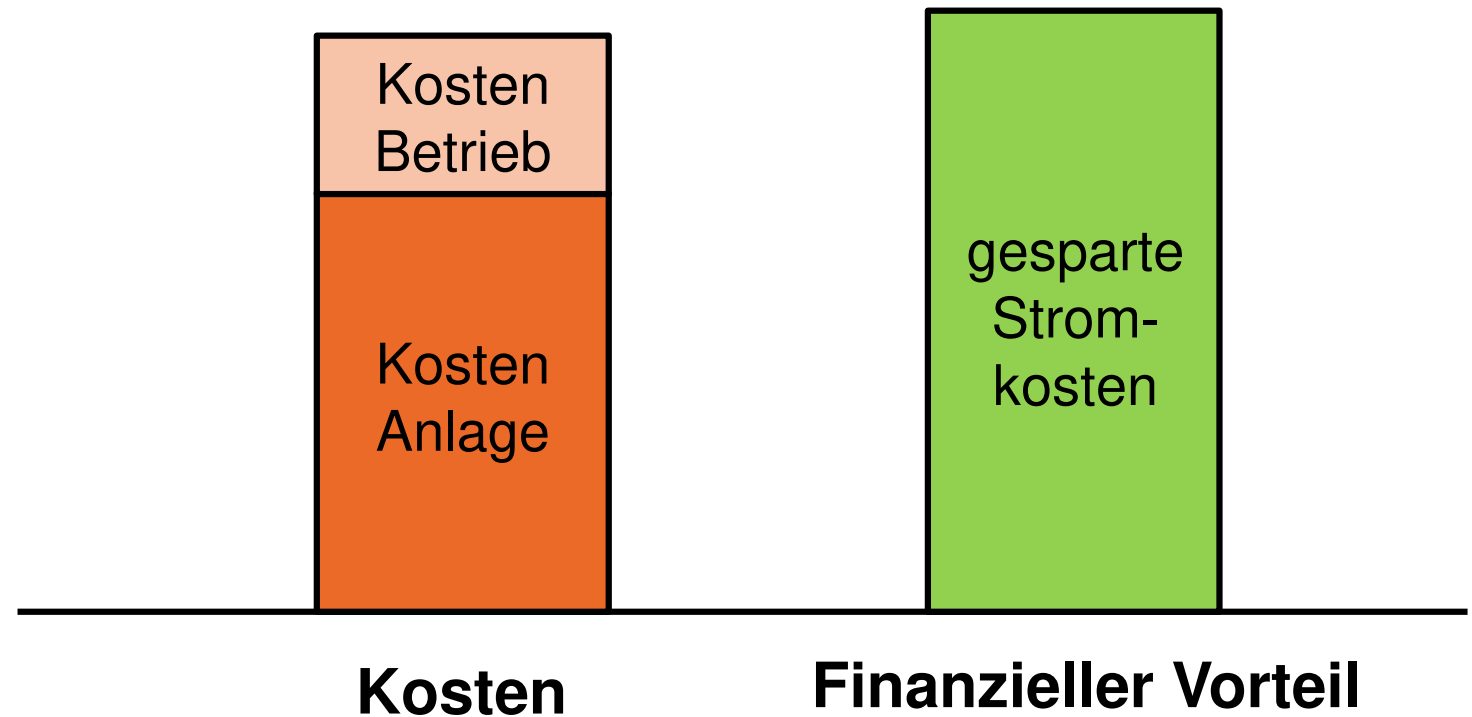 Kosten
Betrieb
Kosten
Anlage
gesparte
Strom-
kosten
Kosten
Finanzieller Vorteil